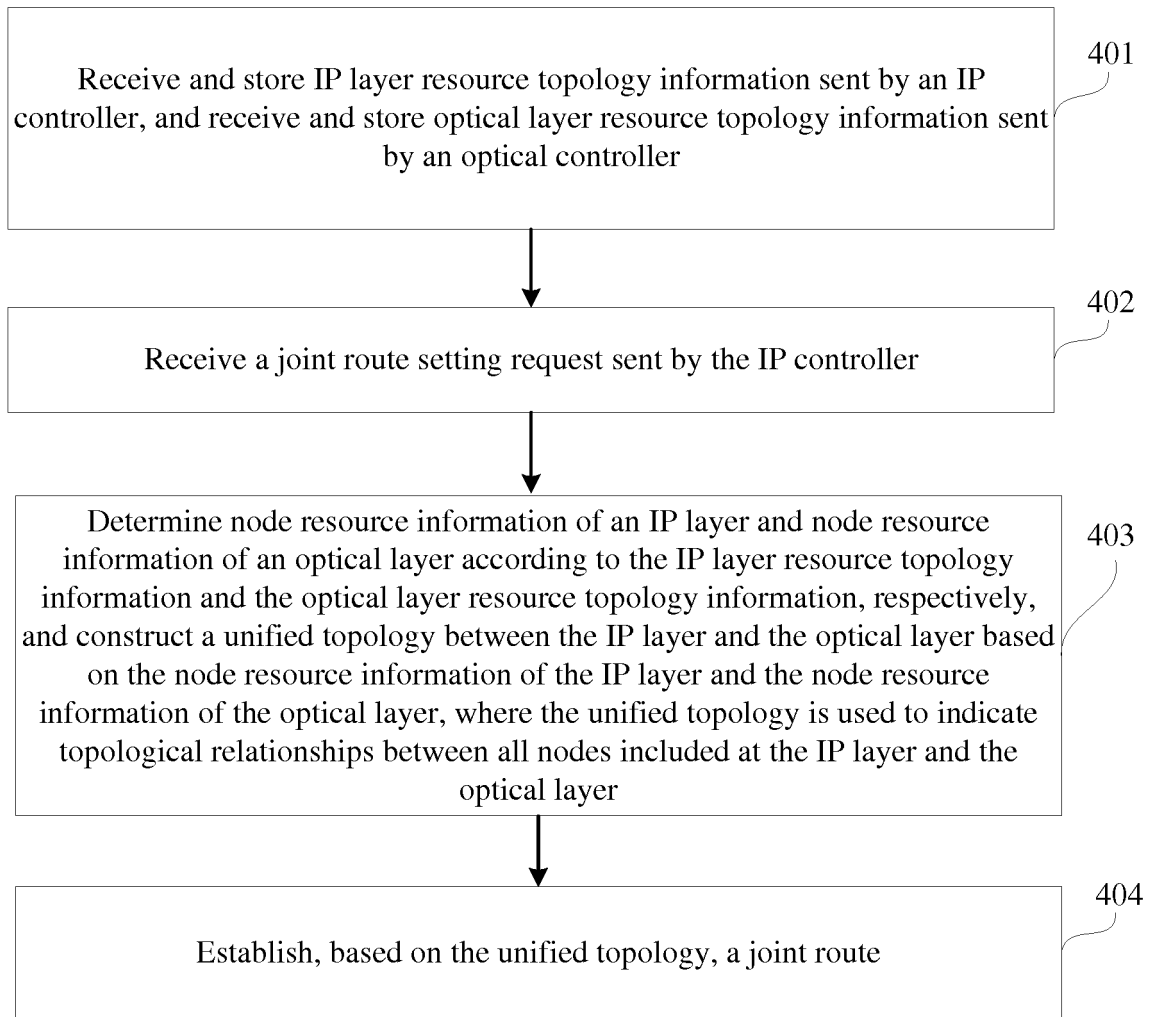 Receive and store IP layer resource topology information sent by an IP
controller, and receive and store optical layer resource topology information sent
by an optical controller
401
Receive a joint route setting request sent by the IP controller
402
Determine node resource information of an IP layer and node resource
information of an optical layer according to the IP layer resource topology
information and the optical layer resource topology information, respectively,
and construct a unified topology between the IP layer and the optical layer based
on the node resource information of the IP layer and the node resource
information of the optical layer, where the unified topology is used to indicate
topological relationships between all nodes included at the IP layer and the
optical layer
403
Establish, based on the unified topology, a joint route
404